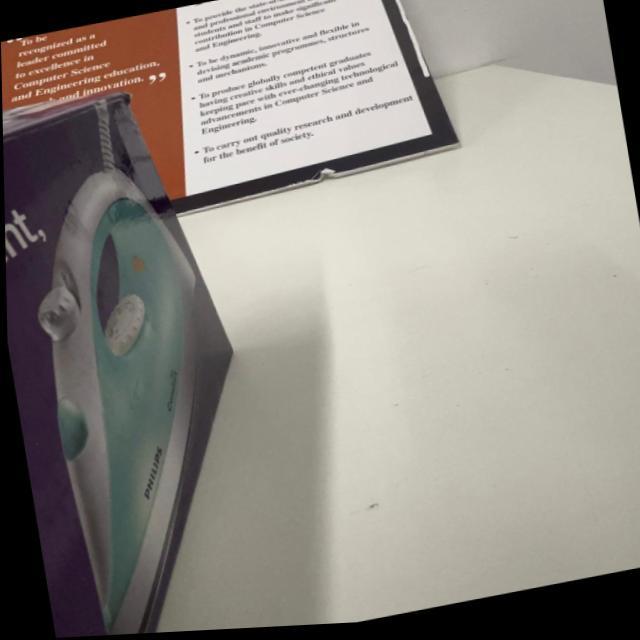 To be
recognized as a
leader committed
to excellence in
Computer Science
and Engineering education,
and innovation. ”
• To provide the state-of
and professional environment
students and staff to make significant
contribution in Computer Science
and Engineering.
• To be dynamic, innovative and flexible in
devising academic programmes, structures
and mechanisms.
• To produce globally competent graduates
having creative skills and ethical values
keeping pace with ever-changing technological
advancements in Computer Science and
Engineering.
• To carry out quality research and development
for the benefit of society.
nt,
PHILIPS